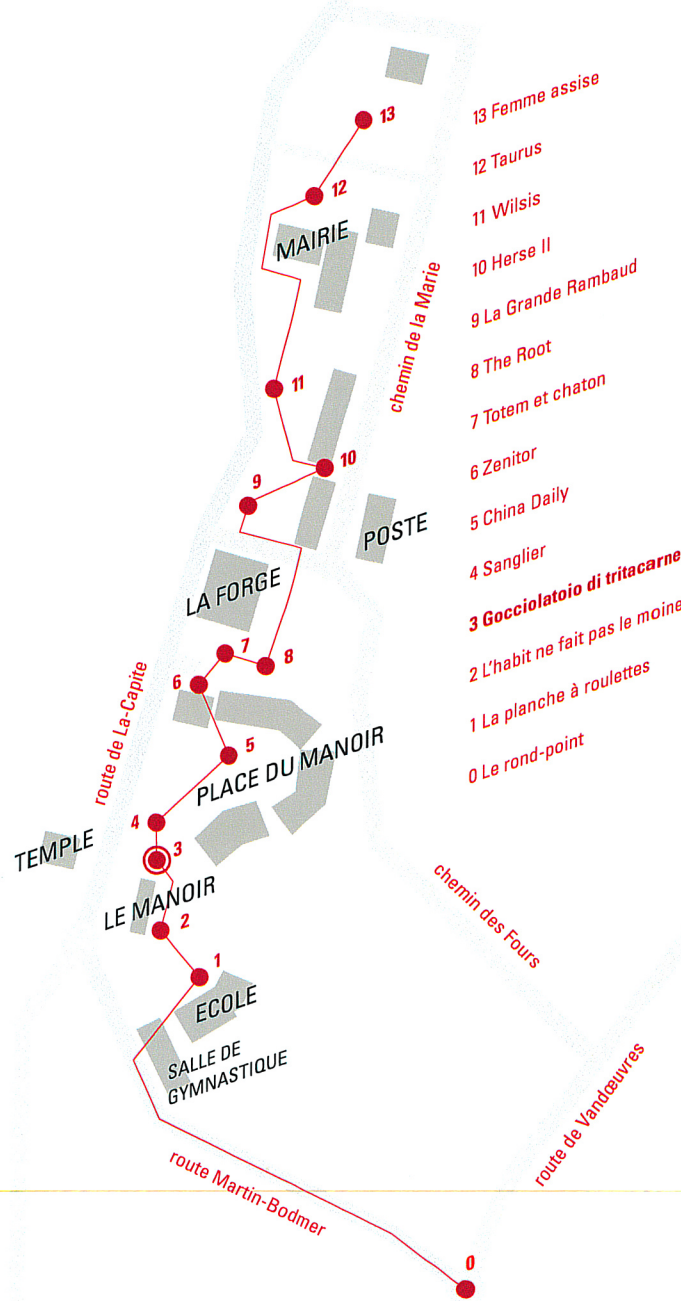 13
12
MAIRIE
11
10
9
POSTE
LA FORGE
7
8
6
5
PLACE DU MANOIR
4
TEMPLE
3
LE MANOIR
2
1
ECOLE
SALLE DE
GYMNASTIQUE
0
chemin de la Marie
route de La-Capite
chemin des Fours
route de Vandœuvres
route Martin-Bodmer
13 Femme assise
12 Taurus
11 Wilsis
10 Herse II
9 La Grande Rambaud
8 The Root
7 Totem et chaton
6 Zenitor
5 China Daily
4 Sanglier
3 Gocciolatoio di tritacarne
2 L'habit ne fait pas le moine
1 La planche à roulettes
0 Le rond-point